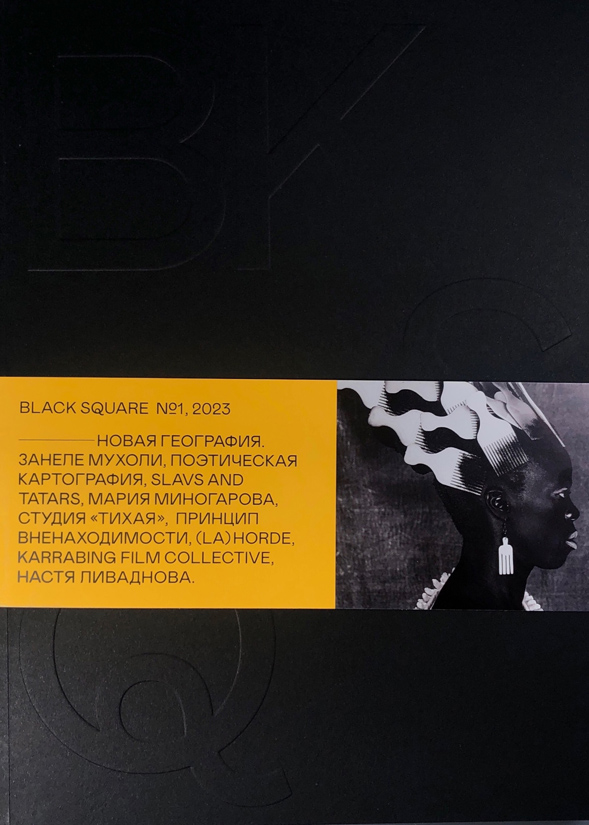 BK
C
BLACK SQUARE №1, 2023
НОВАЯ ГЕОГРАФИЯ.
ЗАНЕЛЕ МУХОЛИ, ПОЭТИЧЕСКАЯ
КАРТОГРАФИЯ, SLAVS AND
TATARS, МАРИЯ МИНОГАРОВА,
СТУДИЯ «ТИХАЯ», ПРИНЦИП
ВНЕНАХОДИМОСТИ, (LA)HORDE,
KARRABING FILM COLLECTIVE,
НАСТЯ ЛИВАДНОВА.
Q